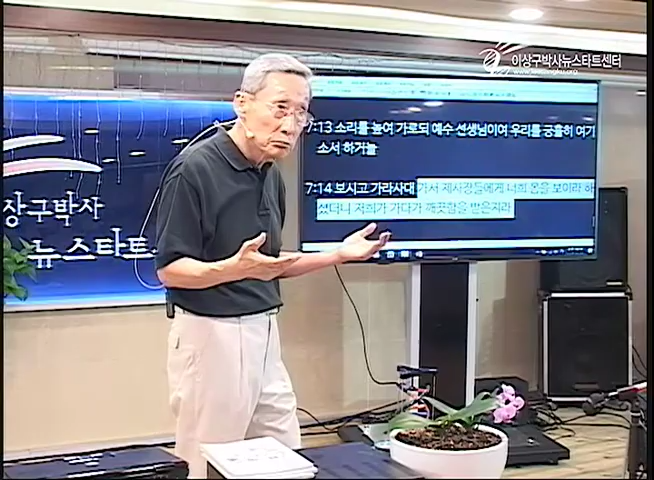 이상구박사뉴스타트센터
7:13 소리를 높여 가로되 예수 선생님이여 우리를 긍휼히 여기
소서 하거늘
7:14 보시고 가라사대 가서 제사장들에게 너희 몸을 보이라 하
셨더니 저희가 가다가 깨끗함을 받은지라
상구박사
뉴스타트